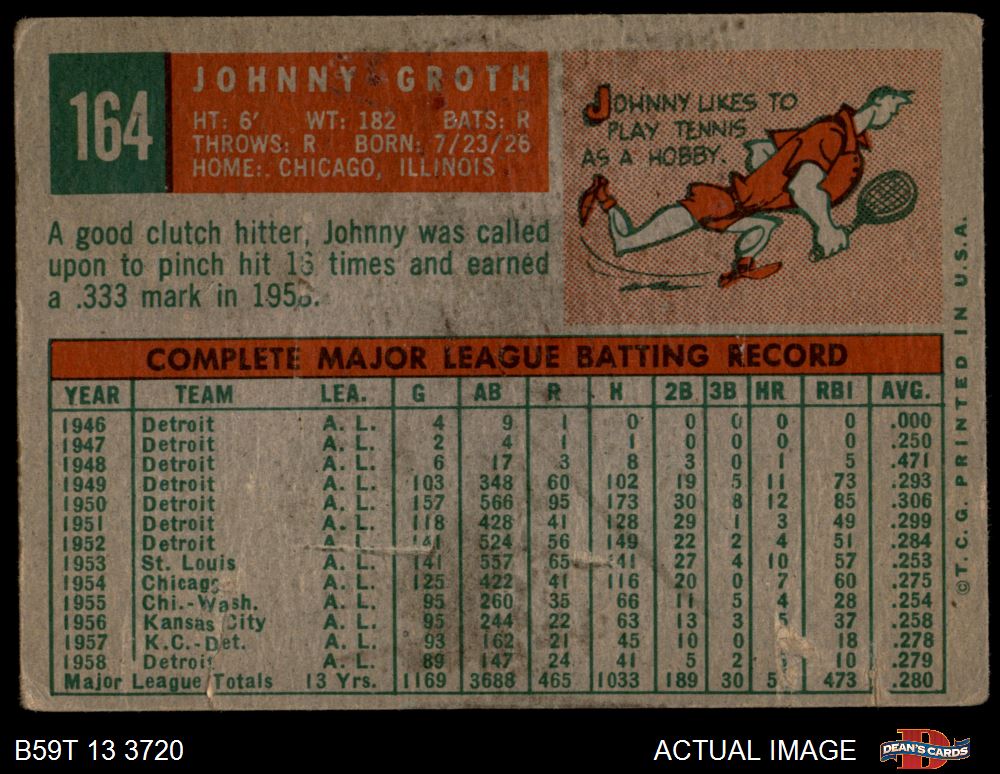 164
JOHNNY GROTH
HT: 6' WT: 182 BATS: R
THROWS: R BORN: 7/23/26
HOME: CHICAGO, ILLINOIS
JOHNNY LIKES TO
PLAY TENNIS
AS A HOBBY.
A good clutch hitter, Johnny was called
upon to pinch hit times and earned
a .333 mark in
COMPLETE MAJOR LEAGUE BATTING RECORD
YEAR TEAM LEA. G AB R H 2B 3B HR RBI AVG.
1946 Detroit A. L. 4 9 1 0 0 0 0 0 .000
1947 Detroit A. L. 2 4 1 1 0 0 0 0 .250
1948 Detroit A. L. 6 17 3 8 3 0 1 5 .471
1949 Detroit A. L. 103 348 60 102 19 5 11 73 .293
1950 Detroit A. L. 157 566 95 173 30 8 12 85 .306
1951 Detroit A. L. 118 428 41 128 29 1 3 49 .299
1952 Detroit A. L. 141 524 56 149 22 2 4 51 .284
1953 St. Louis A. L. 141 557 65 141 27 4 10 57 .253
1954 Chicago A. L. 125 422 41 116 20 0 7 60 .275
1955 Chi.-Wash. A. L. 95 260 35 66 11 5 4 28 .254
1956 Kansas City A. L. 95 244 22 63 13 3 5 37 .258
1957 K.C.-Det. A. L. 93 162 21 45 10 0 18 .278
1958 Detroit A. L. 89 147 24 41 5 2 10 .279
Major League Totals 13 Yrs. 1169 3688 465 1033 189 30 473 .280
©T.C.G. PRINTED IN U.S.A.
B59T 13 3720
ACTUAL IMAGE
DEAN'S CARDS